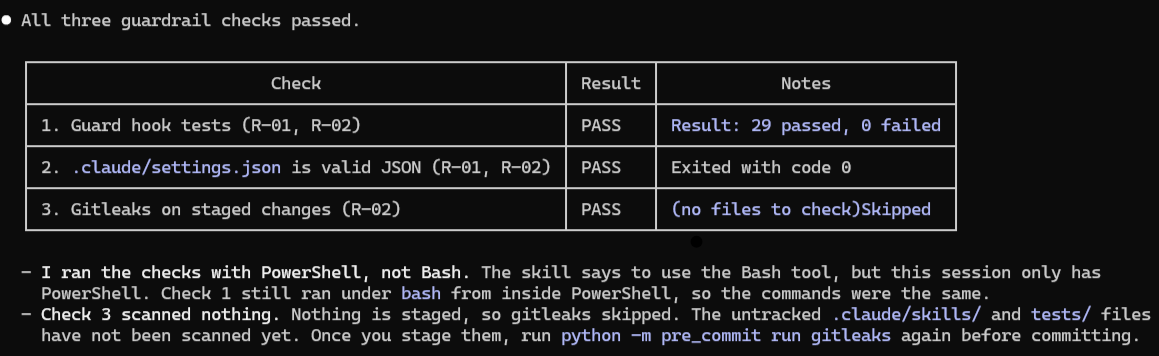 ● All three guardrail checks passed.
Check Result Notes
1. Guard hook tests (R-01, R-02) PASS Result: 29 passed, 0 failed
2. .claude/settings.json is valid JSON (R-01, R-02) PASS Exited with code 0
3. Gitleaks on staged changes (R-02) PASS (no files to check)Skipped
- I ran the checks with PowerShell, not Bash. The skill says to use the Bash tool, but this session only has
PowerShell. Check 1 still ran under bash from inside PowerShell, so the commands were the same.
- Check 3 scanned nothing. Nothing is staged, so gitleaks skipped. The untracked .claude/skills/ and tests/ files
have not been scanned yet. Once you stage them, run python -m pre_commit run gitleaks again before committing.